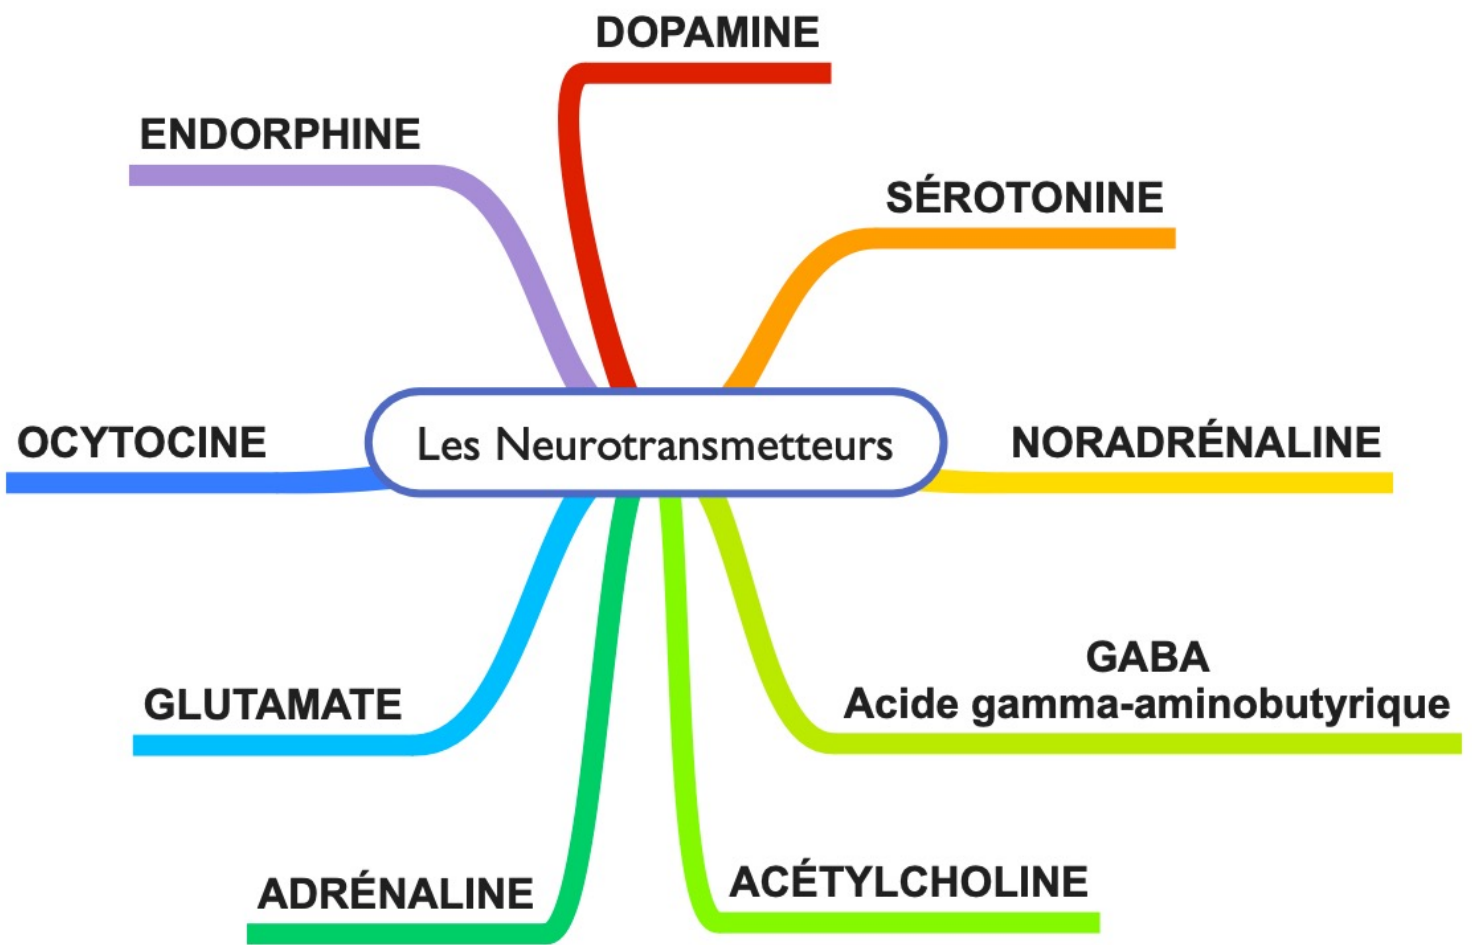 DOPAMINE
ENDORPHINE
SÉROTONINE
OCYTOCINE
Les Neurotransmetteurs
NORADRÉNALINE
GABA
Acide gamma-aminobutyrique
GLUTAMATE
ACÉTYLCHOLINE
ADRÉNALINE